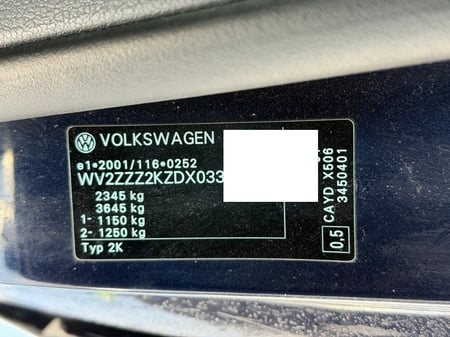 VOLKSWAGEN
e1*2001/116*0252
WV2ZZZ2KZDX033
2345 kg
3645 kg
1- 1150 kg
2- 1250 kg
Typ 2K
0.5
CAYD X506
3450401